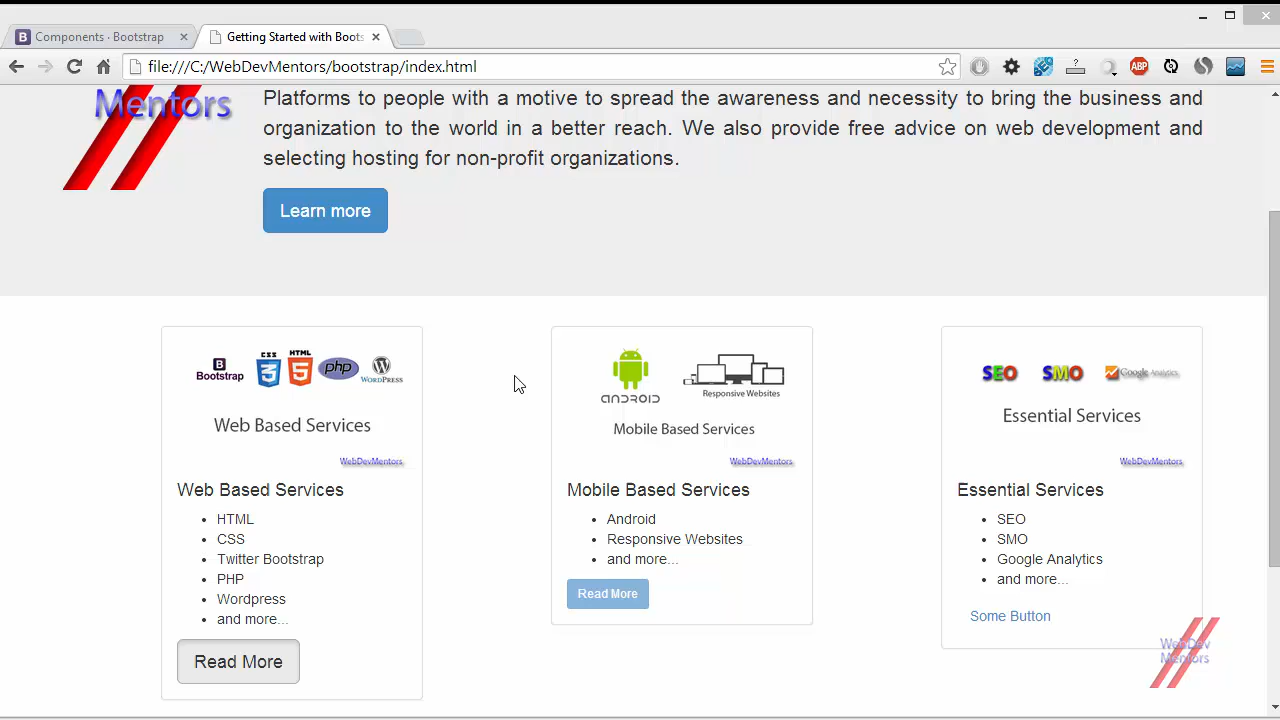 Components · Bootstrap
Getting Started with Boots
file:///C:/WebDevMentors/bootstrap/index.html
ABP
Mentors
Platforms to people with a motive to spread the awareness and necessity to bring the business and
organization to the world in a better reach. We also provide free advice on web development and
selecting hosting for non-profit organizations.
Learn more
Bootstrap
CSS
3
HTML
5
php
WORDPRESS
Web Based Services
WebDevMentors
Web Based Services
HTML
CSS
Twitter Bootstrap
PHP
Wordpress
and more...
Read More
ANDROID
Responsive Websites
Mobile Based Services
WebDevMentors
Mobile Based Services
Android
Responsive Websites
and more...
Read More
SEO
SMO
Google Analytics
Essential Services
WebDevMentors
Essential Services
SEO
SMO
Google Analytics
and more...
Some Button
WebDev
Mentors